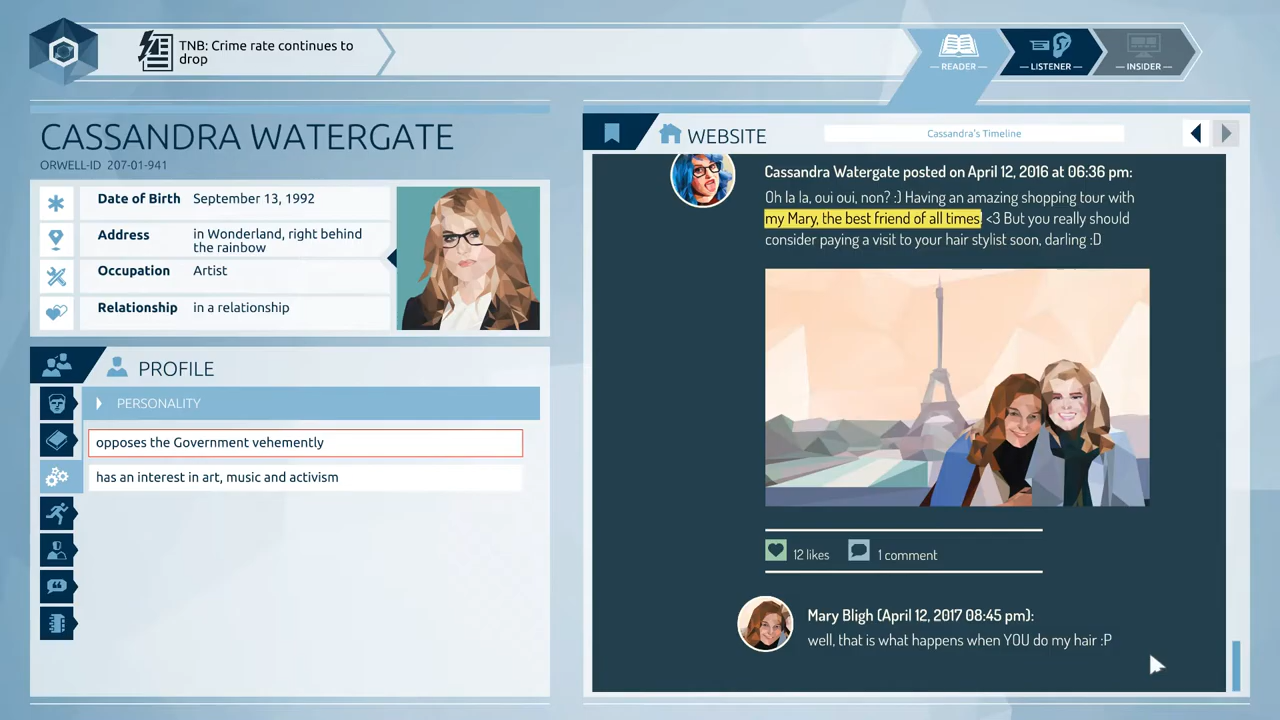 TNB: Crime rate continues to
drop
READER
LISTENER
INSIDER
CASSANDRA WATERGATE
ORWELL-ID 207-01-941
Date of Birth September 13, 1992
Address in Wonderland, right behind
the rainbow
Occupation Artist
Relationship in a relationship
PROFILE
PERSONALITY
opposes the Government vehemently
has an interest in art, music and activism
WEBSITE
Cassandra's Timeline
Cassandra Watergate posted on April 12, 2016 at 06:36 pm:
Oh la la, oui oui, non? :) Having an amazing shopping tour with
my Mary, the best friend of all times! <3 But you really should
consider paying a visit to your hair stylist soon, darling :D
12 likes 1 comment
Mary Bligh (April 12, 2017 08:45 pm):
well, that is what happens when YOU do my hair :P